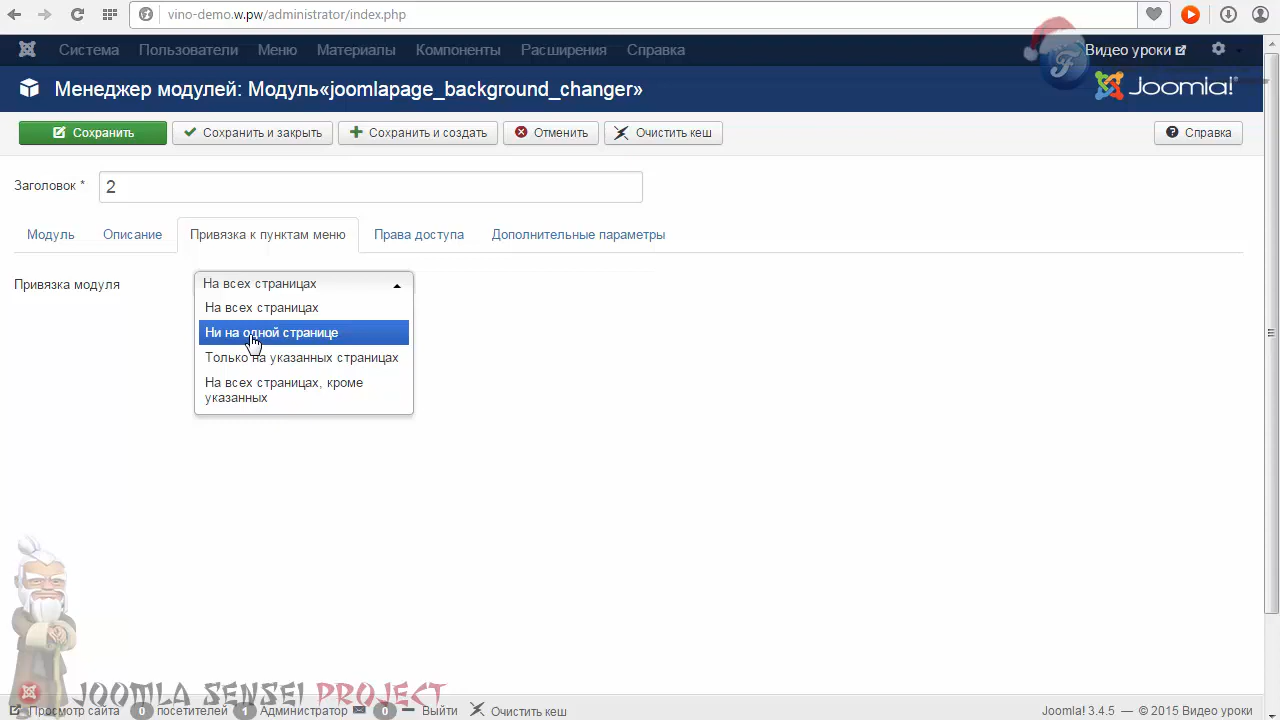 vino-demo.w.pw/administrator/index.php
Система Пользователи Меню Материалы Компоненты Расширения Справка Видео уроки
Менеджер модулей: Модуль«joomlapage_background_changer» Joomla!
Сохранить Сохранить и закрыть Сохранить и создать Отменить Очистить кеш Справка
Заголовок * 2
Модуль Описание Привязка к пунктам меню Права доступа Дополнительные параметры
Привязка модуля На всех страницах
На всех страницах
Ни на одной странице
Только на указанных страницах
На всех страницах, кроме
указанных
JOOMLA SENSEI PROJECT
Просмотр сайта 0 посетителей 1 Администратор 0 Выйти Очистить кеш Joomla! 3.4.5 — © 2015 Видео уроки